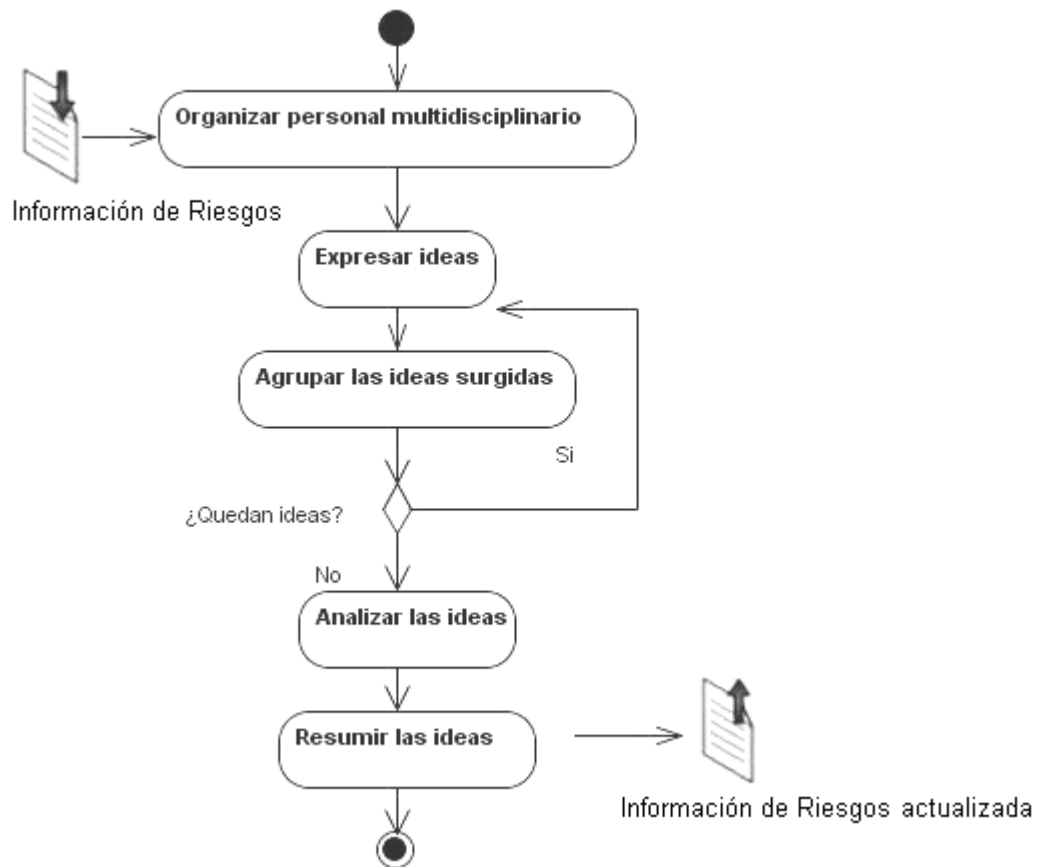 Organizar personal multidisciplinario
Información de Riesgos
Expresar ideas
Agrupar las ideas surgidas
Si
¿Quedan ideas?
No
Analizar las ideas
Resumir las ideas
Información de Riesgos actualizada